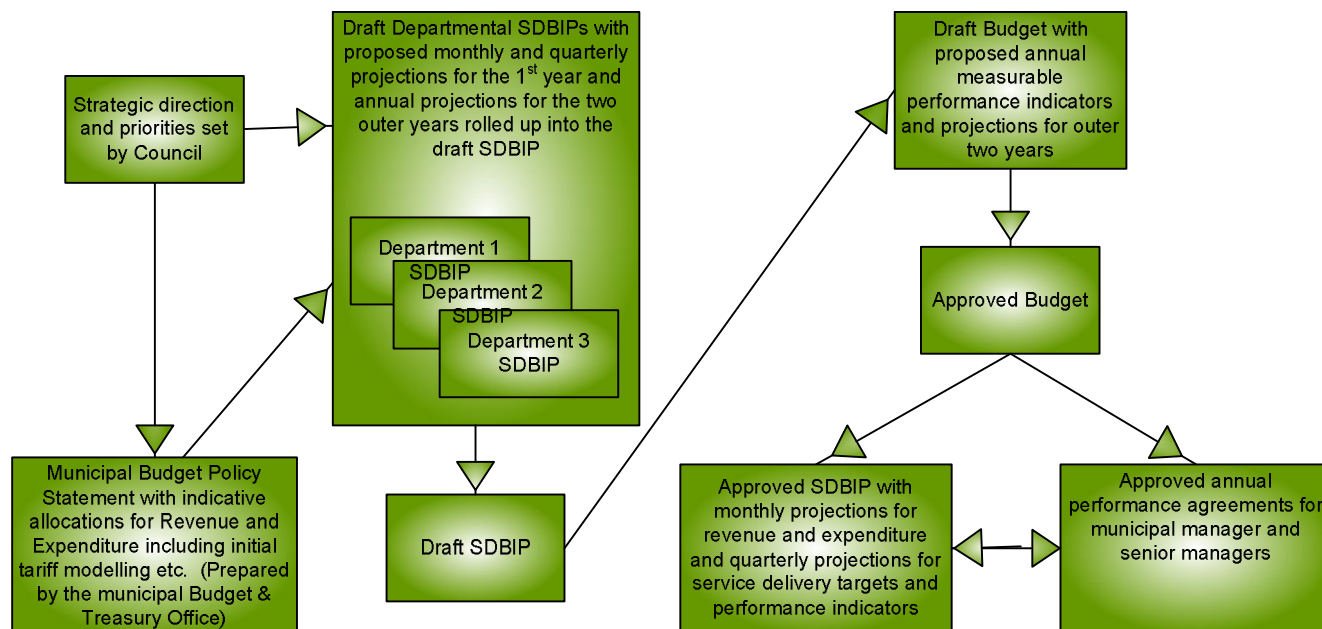 Strategic direction
and priorities set
by Council
Municipal Budget Policy
Statement with indicative
allocations for Revenue and
Expenditure including initial
tariff modelling etc. (Prepared
by the municipal Budget &
Treasury Office)
Draft Departmental SDBIPs with
proposed monthly and quarterly
projections for the 1st year and
annual projections for the two
outer years rolled up into the
draft SDBIP
Department 1
SDBIP
Department 2
SDBIP
Department 3
SDBIP
Draft SDBIP
Draft Budget with
proposed annual
measurable
performance indicators
and projections for outer
two years
Approved Budget
Approved SDBIP with
monthly projections for
revenue and expenditure
and quarterly projections for
service delivery targets and
performance indicators
Approved annual
performance agreements for
municipal manager and
senior managers